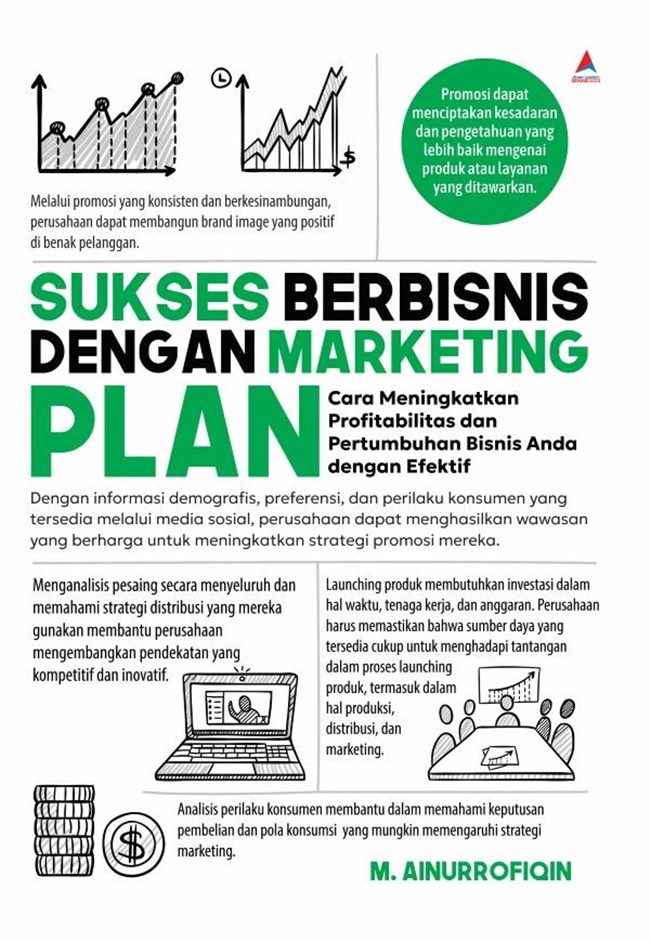 Melalui promosi yang konsisten dan berkesinambungan,
perusahaan dapat membangun brand image yang positif
di benak pelanggan.
Promosi dapat
menciptakan kesadaran
dan pengetahuan yang
lebih baik mengenai
produk atau layanan
yang ditawarkan.
SUKSES BERBISNIS
DENGAN MARKETING
PLAN
Cara Meningkatkan
Profitabilitas dan
Pertumbuhan Bisnis Anda
dengan Efektif
Dengan informasi demografis, preferensi, dan perilaku konsumen yang
tersedia melalui media sosial, perusahaan dapat menghasilkan wawasan
yang berharga untuk meningkatkan strategi promosi mereka.
Menganalisis pesaing secara menyeluruh dan
memahami strategi distribusi yang mereka
gunakan membantu perusahaan
mengembangkan pendekatan yang
kompetitif dan inovatif.
Launching produk membutuhkan investasi dalam
hal waktu, tenaga kerja, dan anggaran. Perusahaan
harus memastikan bahwa sumber daya yang
tersedia cukup untuk menghadapi tantangan
dalam proses launching
produk, termasuk dalam
hal produksi,
distribusi, dan
marketing.
Analisis perilaku konsumen membantu dalam memahami keputusan
pembelian dan pola konsumsi yang mungkin memengaruhi strategi
marketing.
M. AINURROFIQIN